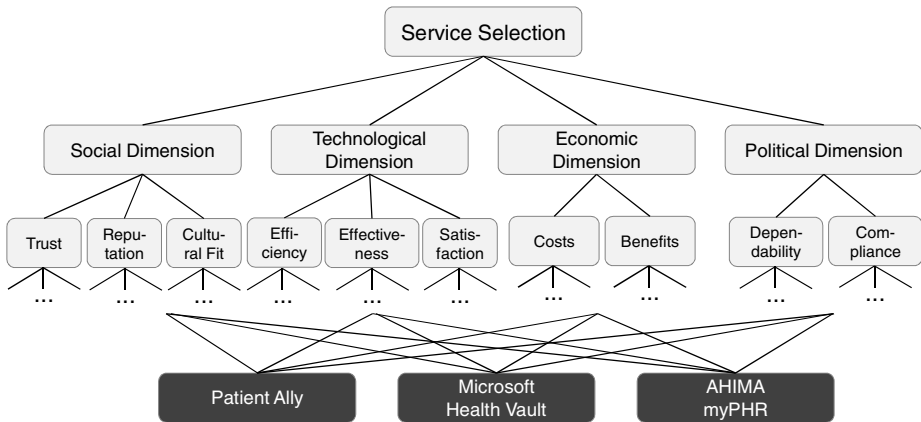 Service Selection
Social Dimension
Technological
Dimension
Economic
Dimension
Political Dimension
Trust
Repu-
tation
Cultu-
ral Fit
Effi-
ciency
Effective-
ness
Satis-
faction
Costs
Benefits
Depen-
dability
Com-
pliance
...
...
...
...
...
...
...
...
...
...
Patient Ally
Microsoft
Health Vault
AHIMA
myPHR